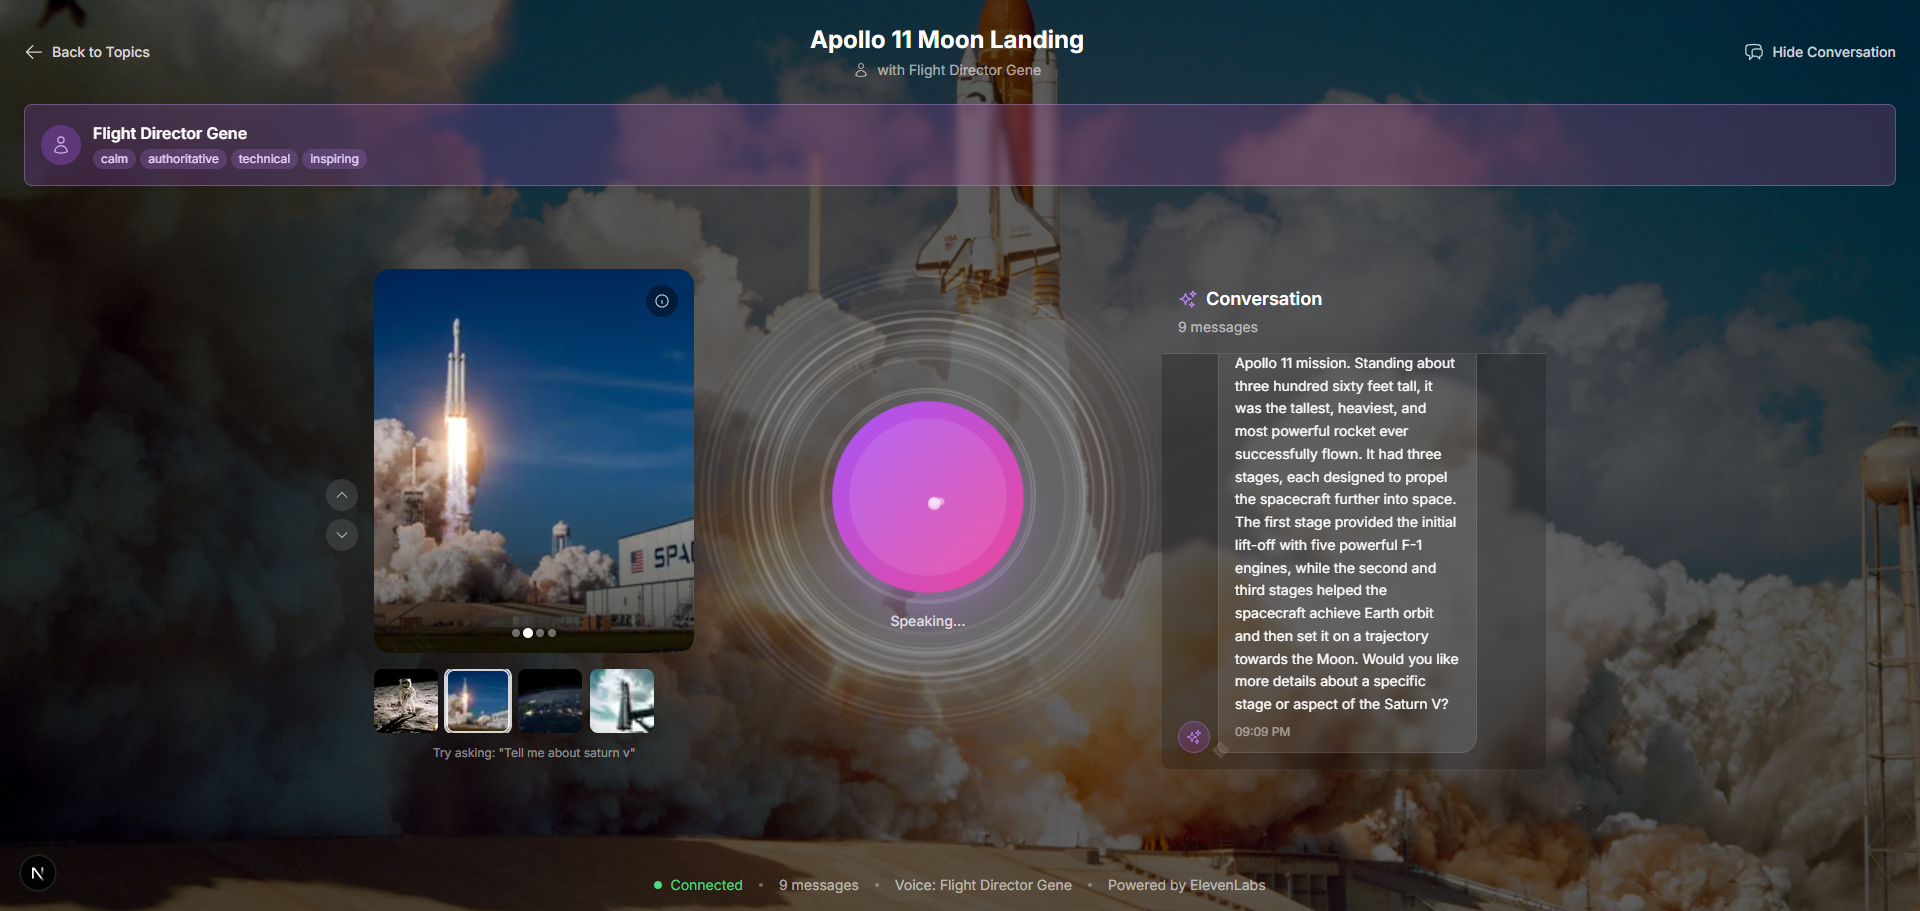 Apollo 11 Moon Landing
Back to Topics
with Flight Director Gene
Hide Conversation
Flight Director Gene
calm
authoritative
technical
inspiring
USA
NASA
Challenger
SPAC
Conversation
9 messages
Apollo 11 mission. Standing about
three hundred sixty feet tall, it
was the tallest, heaviest, and
most powerful rocket ever
successfully flown. It had three
stages, each designed to propel
the spacecraft further into space.
The first stage provided the initial
lift-off with five powerful F-1
engines, while the second and
third stages helped the
spacecraft achieve Earth orbit
and then set it on a trajectory
towards the Moon. Would you like
more details about a specific
stage or aspect of the Saturn V?
09:09 PM
Speaking...
Try asking: "Tell me about saturn v"
N
Connected • 9 messages • Voice: Flight Director Gene • Powered by ElevenLabs